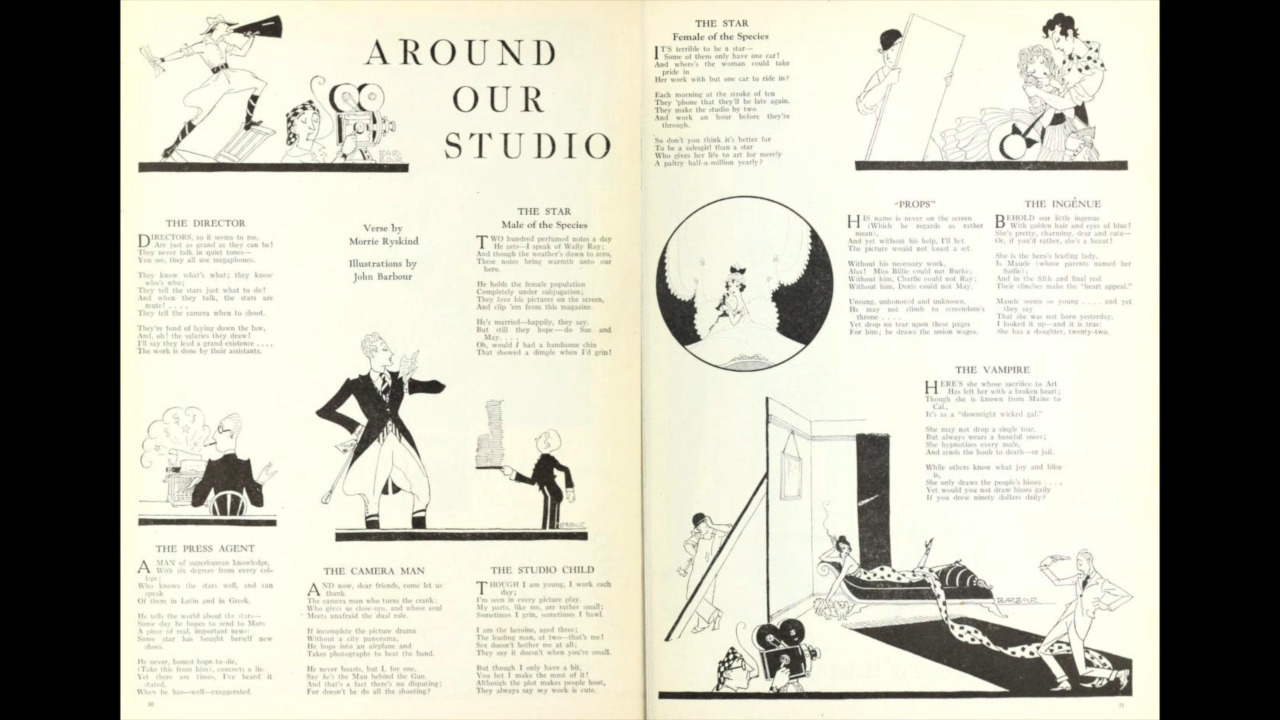 AROUND
OUR
STUDIO
Verse by
Morrie Ryskind
Illustrations by
John Barbour
THE DIRECTOR
DIRECTORS, so it seems to me,
Are just as grand as they can be!
They never talk in quiet tones—
You see, they all use megaphones.
They know what's what; they know
who's who;
They tell the stars just what to do!
And when they talk, the stars are
mute! . . . .
They tell the camera when to shoot.
They're fond of laying down the law,
And, oh! the salaries they draw!
I'll say they lead a grand existence . . . .
The work is done by their assistants.
THE PRESS AGENT
A MAN of superhuman knowledge,
With six degrees from every col-
lege;
Who knows the stars well, and can
speak
Of them in Latin and in Greek.
He tells the world about the stars—
Some day he hopes to send to Mars
A piece of real, important news:
Some star has bought herself new
shoes.
He never, honest hope-to-die,
(Take this from him), concocts a lie.
Yet there are times, I've heard it
stated,
When he has—well—exaggerated.
30
THE STAR
Male of the Species
TWO hundred perfumed notes a day
He gets—I speak of Wally Ray;
And though the weather's down to zero,
These notes bring warmth unto our
hero.
He holds the female population
Completely under subjugation;
They love his pictures on the screen,
And clip 'em from this magazine.
He's married—happily, they say.
But still they hope—do Sue and
May. . . .
Oh, would I had a handsome chin
That showed a dimple when I'd grin!
BARBOUR
THE CAMERA MAN
AND now, dear friends, come let us
thank
The camera man who turns the crank;
Who gives us close-ups, and whose soul
Meets unafraid the dual role.
If incomplete the picture drama
Without a city panorama,
He hops into an airplane and
Takes photographs to beat the band.
He never boasts, but I, for one,
Say he's the Man behind the Gun
And that's a fact there's no disputing:
For doesn't he do all the shooting?
THE STUDIO CHILD
THOUGH I am young, I work each
day;
I'm seen in every picture play.
My parts, like me, are rather small;
Sometimes I grin, sometimes I bawl.
I am the heroine, aged three;
The leading man, at two—that's me!
Sex doesn't bother me at all;
They say it doesn't when you're small.
But though I only have a bit,
You bet I make the most of it!
Although the plot makes people hoot,
They always say my work is cute.
THE STAR
Female of the Species
IT'S terrible to be a star—
Some of them only have one car!
And where's the woman could take
pride in
Her work with but one car to ride in?
Each morning at the stroke of ten
They 'phone that they'll be late again.
They make the studio by two
And work an hour before they're
through.
So don't you think it's better far
To be a salesgirl than a star
Who gives her life to art for merely
A paltry half-a-million yearly?
"PROPS"
HIS name is never on the screen
(Which he regards as rather
mean),
And yet without his help, I'll bet
The picture would not boast a set.
Without his necessary work,
Alas! Miss Billie could not Burke;
Without him, Charlie could not Ray;
Without him, Doris could not May.
Unsung, unhonored and unknown,
He may not climb to screendom's
throne . . . .
Yet drop no tear upon these pages
For him; he draws the union wages.
THE INGÉNUE
BEHOLD our little ingenue
With golden hair and eyes of blue!
She's pretty, charming, dear and cute—
Or, if you'd rather, she's a beaut!
She is the hero's leading lady,
Is Maude (whose parents named her
Sadie);
And in the fifth and final reel
Their clinches make the "heart appeal."
Maude seems so young . . . . and yet
they say
That she was not born yesterday.
I looked it up—and it is true:
She has a daughter, twenty-two.
THE VAMPIRE
HERE'S she whose sacrifice to Art
Has left her with a broken heart;
Though she is known from Maine to
Cal.,
It's as a "downright wicked gal."
She may not drop a single tear,
But always wears a baneful sneer;
She hypnotizes every male,
And sends the boob to death—or jail.
While others know what joy and bliss
is,
She only draws the people's hisses . . . .
Yet would you not draw hisses gaily
If you drew ninety dollars daily?
BARBOUR
31